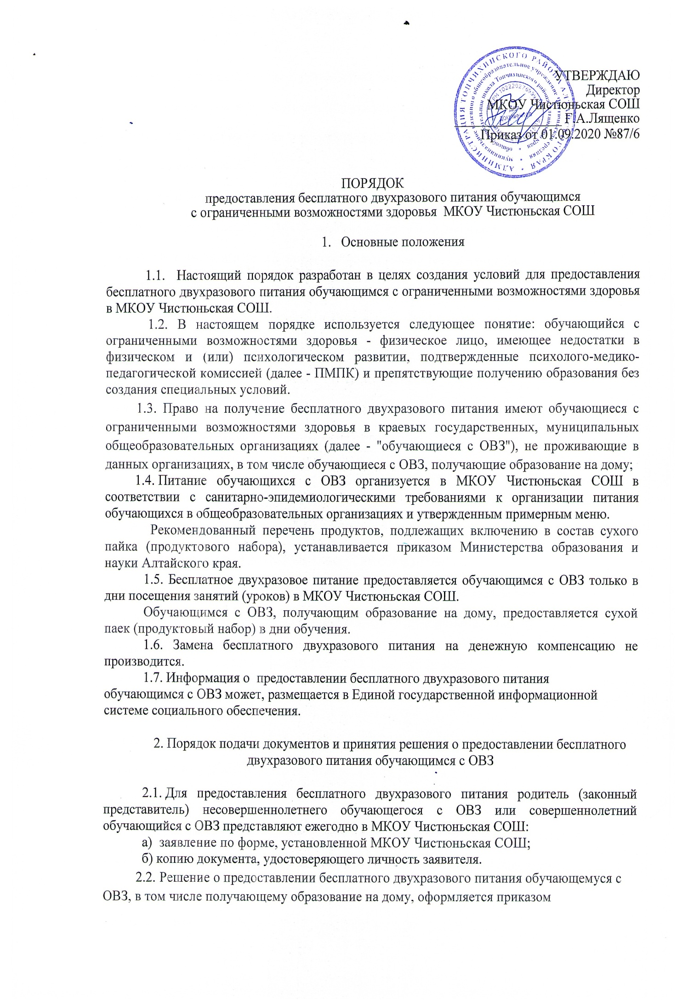 УТВЕРЖДАЮ
Директор
МКОУ Чистюньская СОШ
Г.А.Лященко
Приказ от 01.09.2020 №87/6
АДМИНИСТРАЦИЯ ТОПЧИХИНСКОГО РАЙОНА АЛТАЙСКОГО КРАЯ
для
документов
ПОРЯДОК
предоставления бесплатного двухразового питания обучающимся
с ограниченными возможностями здоровья МКОУ Чистюньская СОШ
1. Основные положения
1.1. Настоящий порядок разработан в целях создания условий для предоставления
бесплатного двухразового питания обучающимся с ограниченными возможностями здоровья
в МКОУ Чистюньская СОШ.
1.2. В настоящем порядке используется следующее понятие: обучающийся с
ограниченными возможностями здоровья - физическое лицо, имеющее недостатки в
физическом и (или) психологическом развитии, подтвержденные психолого-медико-
педагогической комиссией (далее - ПМПК) и препятствующие получению образования без
создания специальных условий.
1.3. Право на получение бесплатного двухразового питания имеют обучающиеся с
ограниченными возможностями здоровья в краевых государственных, муниципальных
общеобразовательных организациях (далее - "обучающиеся с ОВЗ"), не проживающие в
данных организациях, в том числе обучающиеся с ОВЗ, получающие образование на дому;
1.4. Питание обучающихся с ОВЗ организуется в МКОУ Чистюньская СОШ в
соответствии с санитарно-эпидемиологическими требованиями к организации питания
обучающихся в общеобразовательных организациях и утвержденным примерным меню.
Рекомендованный перечень продуктов, подлежащих включению в состав сухого
пайка (продуктового набора), устанавливается приказом Министерства образования и
науки Алтайского края.
1.5. Бесплатное двухразовое питание предоставляется обучающимся с ОВЗ только в
дни посещения занятий (уроков) в МКОУ Чистюньская СОШ.
Обучающимся с ОВЗ, получающим образование на дому, предоставляется сухой
паек (продуктовый набор) в дни обучения.
1.6. Замена бесплатного двухразового питания на денежную компенсацию не
производится.
1.7. Информация о предоставлении бесплатного двухразового питания
обучающимся с ОВЗ может, размещается в Единой государственной информационной
системе социального обеспечения.
2. Порядок подачи документов и принятия решения о предоставлении бесплатного
двухразового питания обучающимся с ОВЗ
2.1. Для предоставления бесплатного двухразового питания родитель (законный
представитель) несовершеннолетнего обучающегося с ОВЗ или совершеннолетний
обучающийся с ОВЗ представляют ежегодно в МКОУ Чистюньская СОШ:
а) заявление по форме, установленной МКОУ Чистюньская СОШ;
б) копию документа, удостоверяющего личность заявителя.
2.2. Решение о предоставлении бесплатного двухразового питания обучающемуся с
ОВЗ, в том числе получающему образование на дому, оформляется приказом